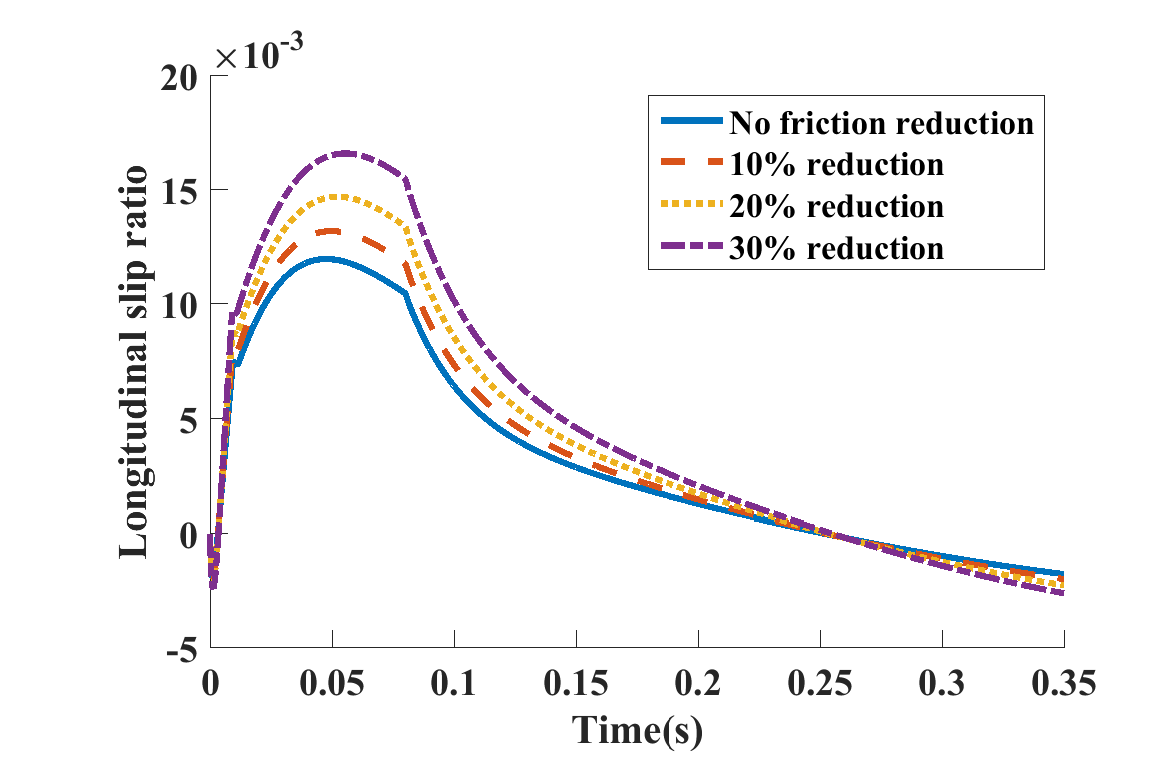 ×10-3
20
15
10
5
0
-5
Longitudinal slip ratio
No friction reduction
10% reduction
20% reduction
30% reduction
0 0.05 0.1 0.15 0.2 0.25 0.3 0.35
Time(s)